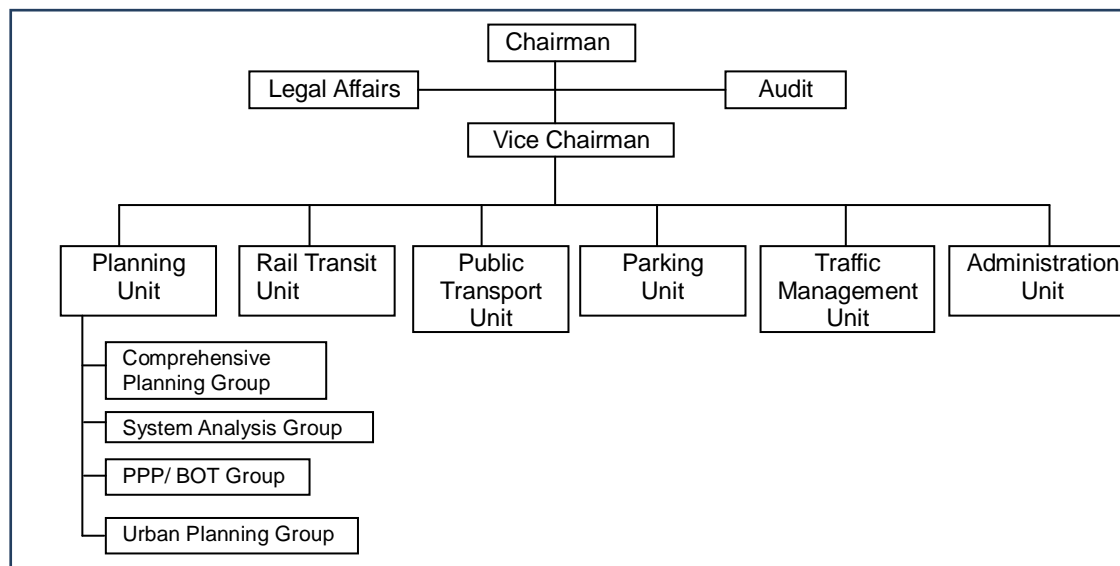 Chairman
Legal Affairs
Audit
Vice Chairman
Planning
Unit
Rail Transit
Unit
Public
Transport
Unit
Parking
Unit
Traffic
Management
Unit
Administration
Unit
Comprehensive
Planning Group
System Analysis Group
PPP/ BOT Group
Urban Planning Group